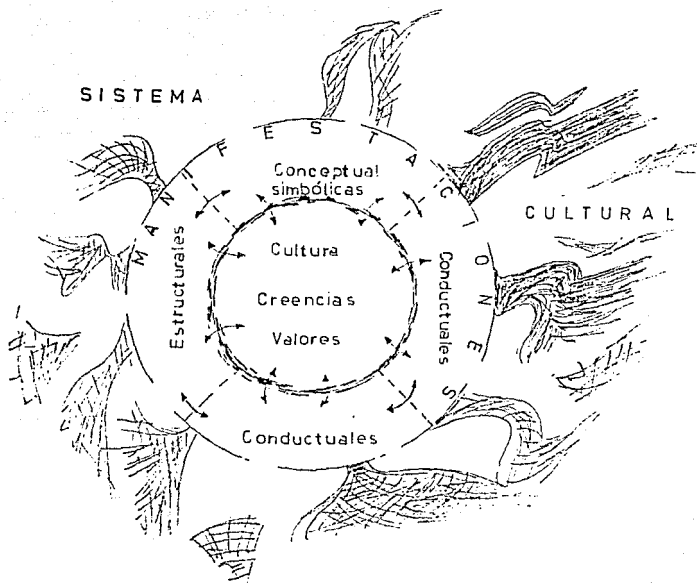 SISTEMA
MANIFESTACIONES
Conceptual
simbólicas
CULTURAL
Estructurales
Cultura
Creencias
Valores
Conductuales
Conductuales